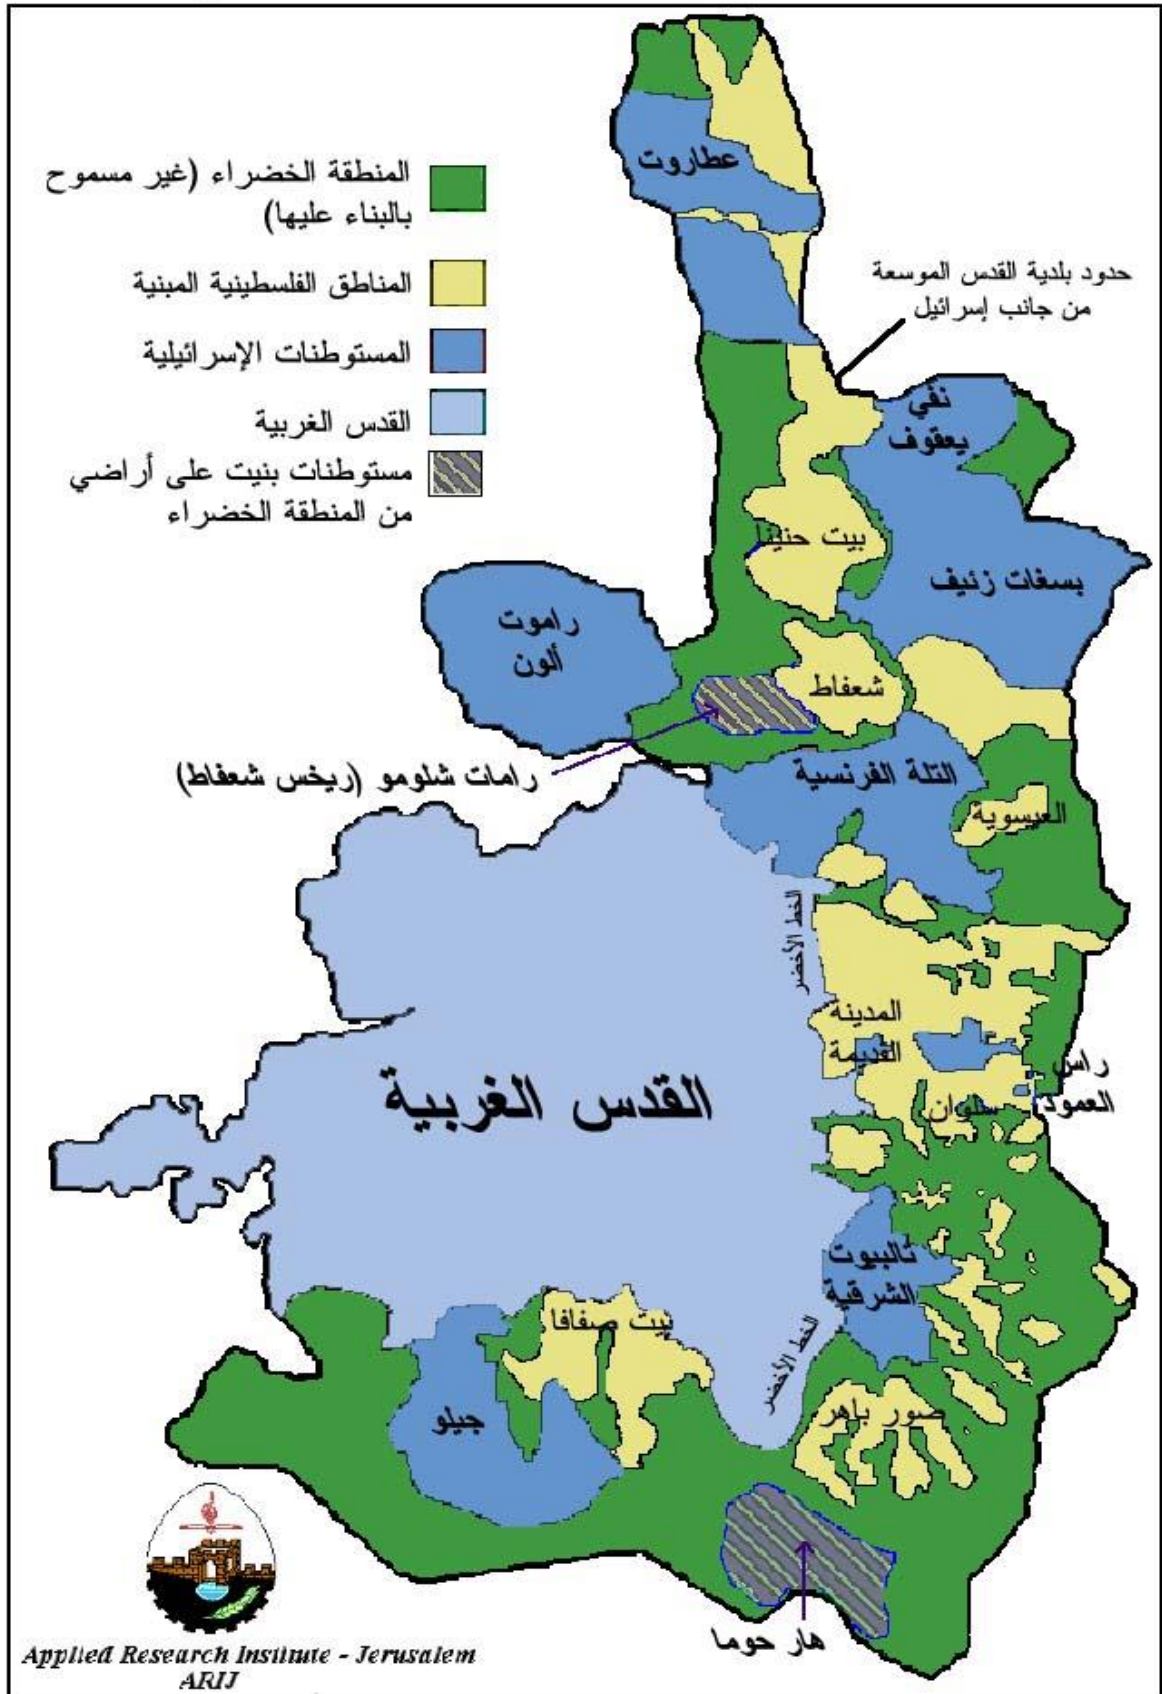 عطاروت
المنطقة الخضراء (غير مسموح
بالبناء عليها)
المناطق الفلسطينية المبنية
المستوطنات الإسرائيلية
القدس الغربية
مستوطنات بنيت على أراضي
من المنطقة الخضراء
حدود بلدية القدس الموسعة
من جانب إسرائيل
نفي
يعقوف
بيت حنينا
بسغات زئيف
راموت
ألون
شعفاط
رامات شلومو (ريخس شعفاط)
التلة الفرنسية
العيسوية
الخط الأخضر
المدينة
القديمة
راس
العمود
سلوان
القدس الغربية
تالبيوت
الشرقية
بيت صفافا
الخط الأخضر
جيلو
صور باهر
هار حوما
Applied Research Institute - Jerusalem
ARIJ